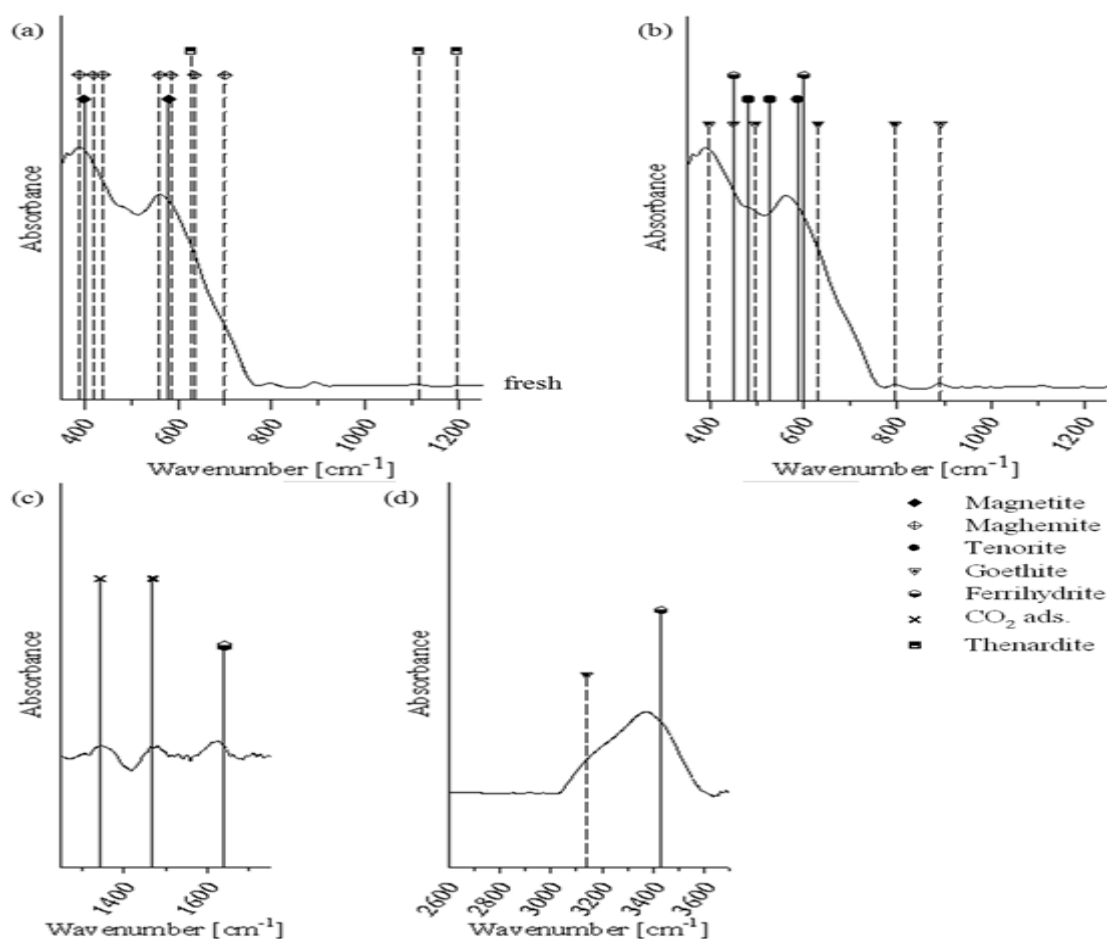 (a)
Absorbance
fresh
400 600 800 1000 1200
Wavenumber [cm⁻¹]
(b)
Absorbance
400 600 800 1000 1200
Wavenumber [cm⁻¹]
(c)
Absorbance
1400 1600
Wavenumber [cm⁻¹]
(d)
Absorbance
2600 2800 3000 3200 3400 3600
Wavenumber [cm⁻¹]
Magnetite
Maghemite
Tenorite
Goethite
Ferrihydrite
CO₂ ads.
Thenardite